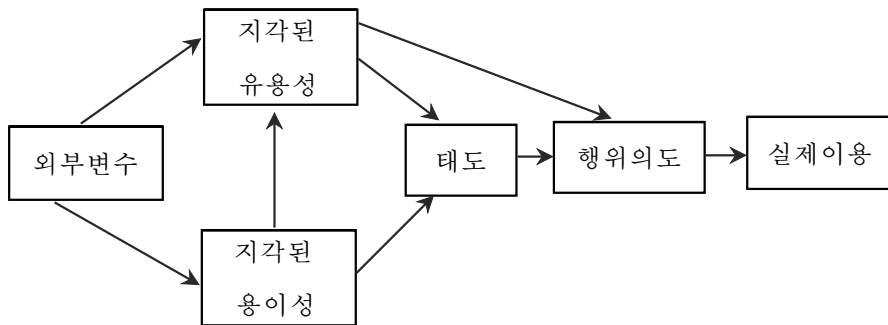 지각된
유용성
외부변수
태도
행위의도
실제이용
지각된
용이성